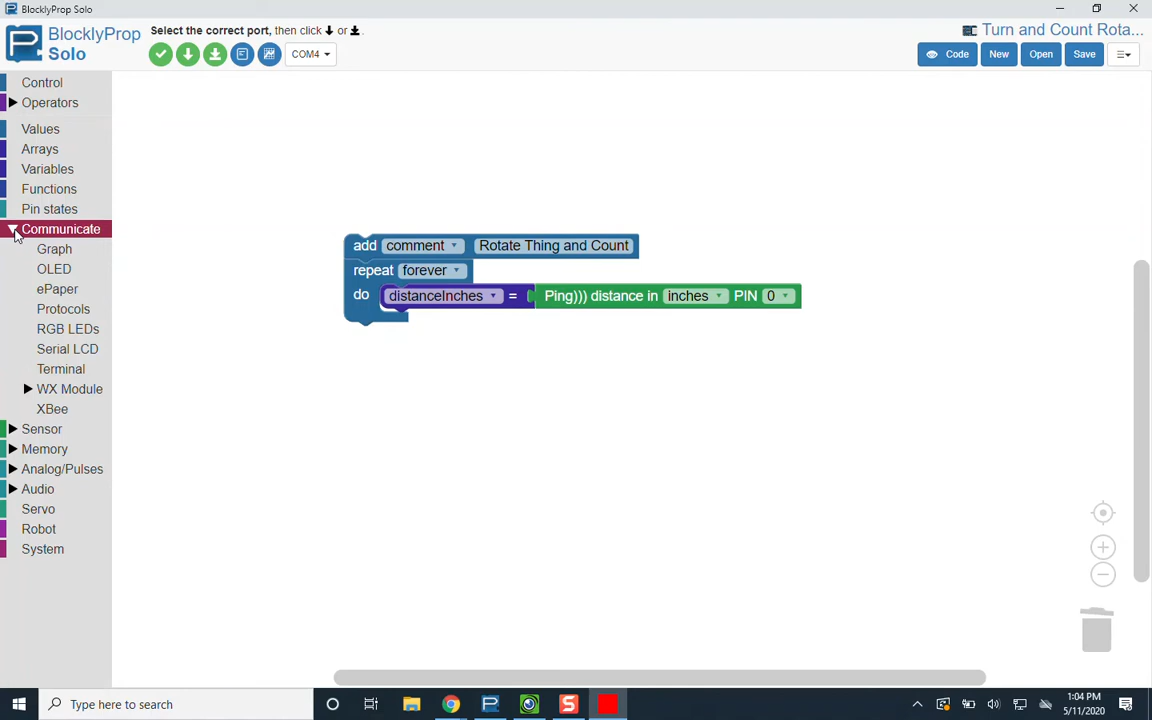 BlocklyProp Solo
BlocklyProp
Solo
Select the correct port, then click or .
COM4
Turn and Count Rota...
Code
New
Open
Save
Control
Operators
Values
Arrays
Variables
Functions
Pin states
Communicate
Graph
OLED
ePaper
Protocols
RGB LEDs
Serial LCD
Terminal
WX Module
XBee
Sensor
Memory
Analog/Pulses
Audio
Servo
Robot
System
add comment Rotate Thing and Count
repeat forever
do distanceInches = Ping))) distance in inches PIN 0
Type here to search
1:04 PM
5/11/2020